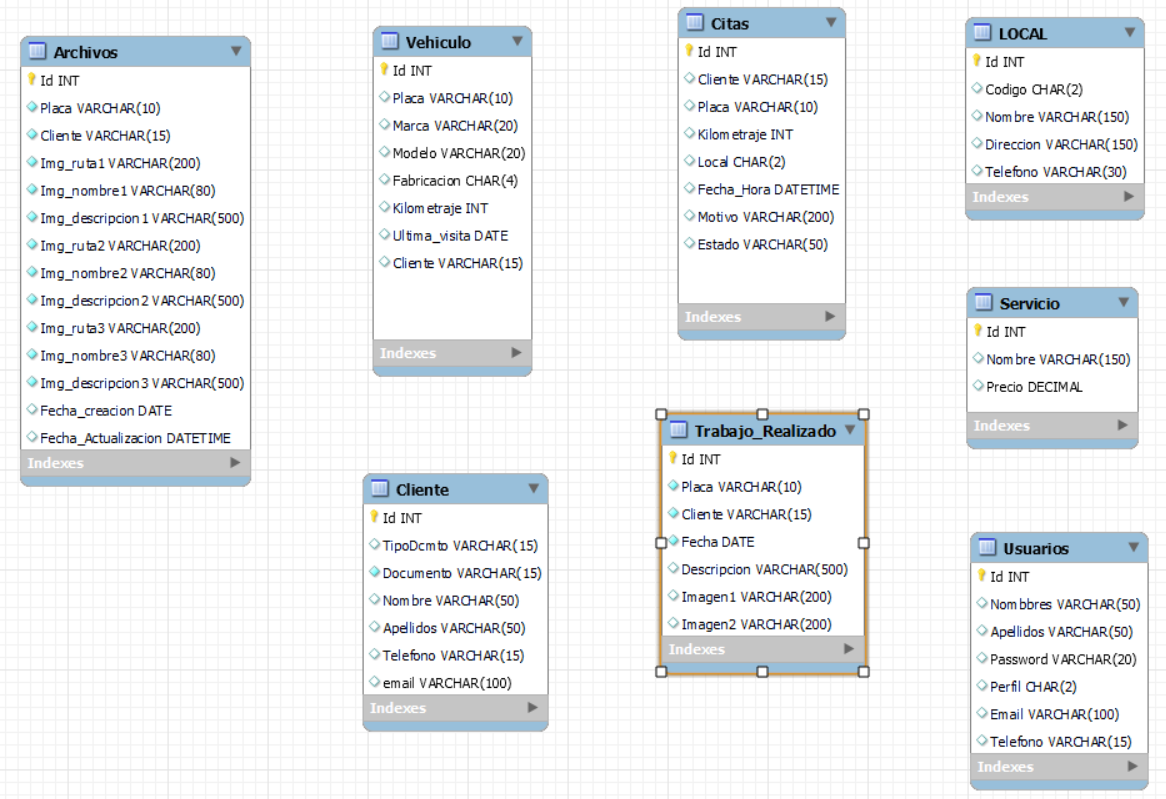 Archivos
Id INT
Placa VARCHAR(10)
Cliente VARCHAR(15)
Img_ruta1 VARCHAR(200)
Img_nombre1 VARCHAR(80)
Img_descripcion1 VARCHAR(500)
Img_ruta2 VARCHAR(200)
Img_nombre2 VARCHAR(80)
Img_descripcion2 VARCHAR(500)
Img_ruta3 VARCHAR(200)
Img_nombre3 VARCHAR(80)
Img_descripcion3 VARCHAR(500)
Fecha_creacion DATE
Fecha_Actualizacion DATETIME
Indexes
Vehiculo
Id INT
Placa VARCHAR(10)
Marca VARCHAR(20)
Modelo VARCHAR(20)
Fabricacion CHAR(4)
Kilometraje INT
Ultima_visita DATE
Cliente VARCHAR(15)
Indexes
Cliente
Id INT
TipoDcmto VARCHAR(15)
Documento VARCHAR(15)
Nombre VARCHAR(50)
Apellidos VARCHAR(50)
Telefono VARCHAR(15)
email VARCHAR(100)
Indexes
Citas
Id INT
Cliente VARCHAR(15)
Placa VARCHAR(10)
Kilometraje INT
Local CHAR(2)
Fecha_Hora DATETIME
Motivo VARCHAR(200)
Estado VARCHAR(50)
Indexes
Trabajo_Realizado
Id INT
Placa VARCHAR(10)
Cliente VARCHAR(15)
Fecha DATE
Descripcion VARCHAR(500)
Imagen1 VARCHAR(200)
Imagen2 VARCHAR(200)
Indexes
LOCAL
Id INT
Codigo CHAR(2)
Nombre VARCHAR(150)
Direccion VARCHAR(150)
Telefono VARCHAR(30)
Indexes
Servicio
Id INT
Nombre VARCHAR(150)
Precio DECIMAL
Indexes
Usuarios
Id INT
Nombbres VARCHAR(50)
Apellidos VARCHAR(50)
Password VARCHAR(20)
Perfil CHAR(2)
Email VARCHAR(100)
Telefono VARCHAR(15)
Indexes